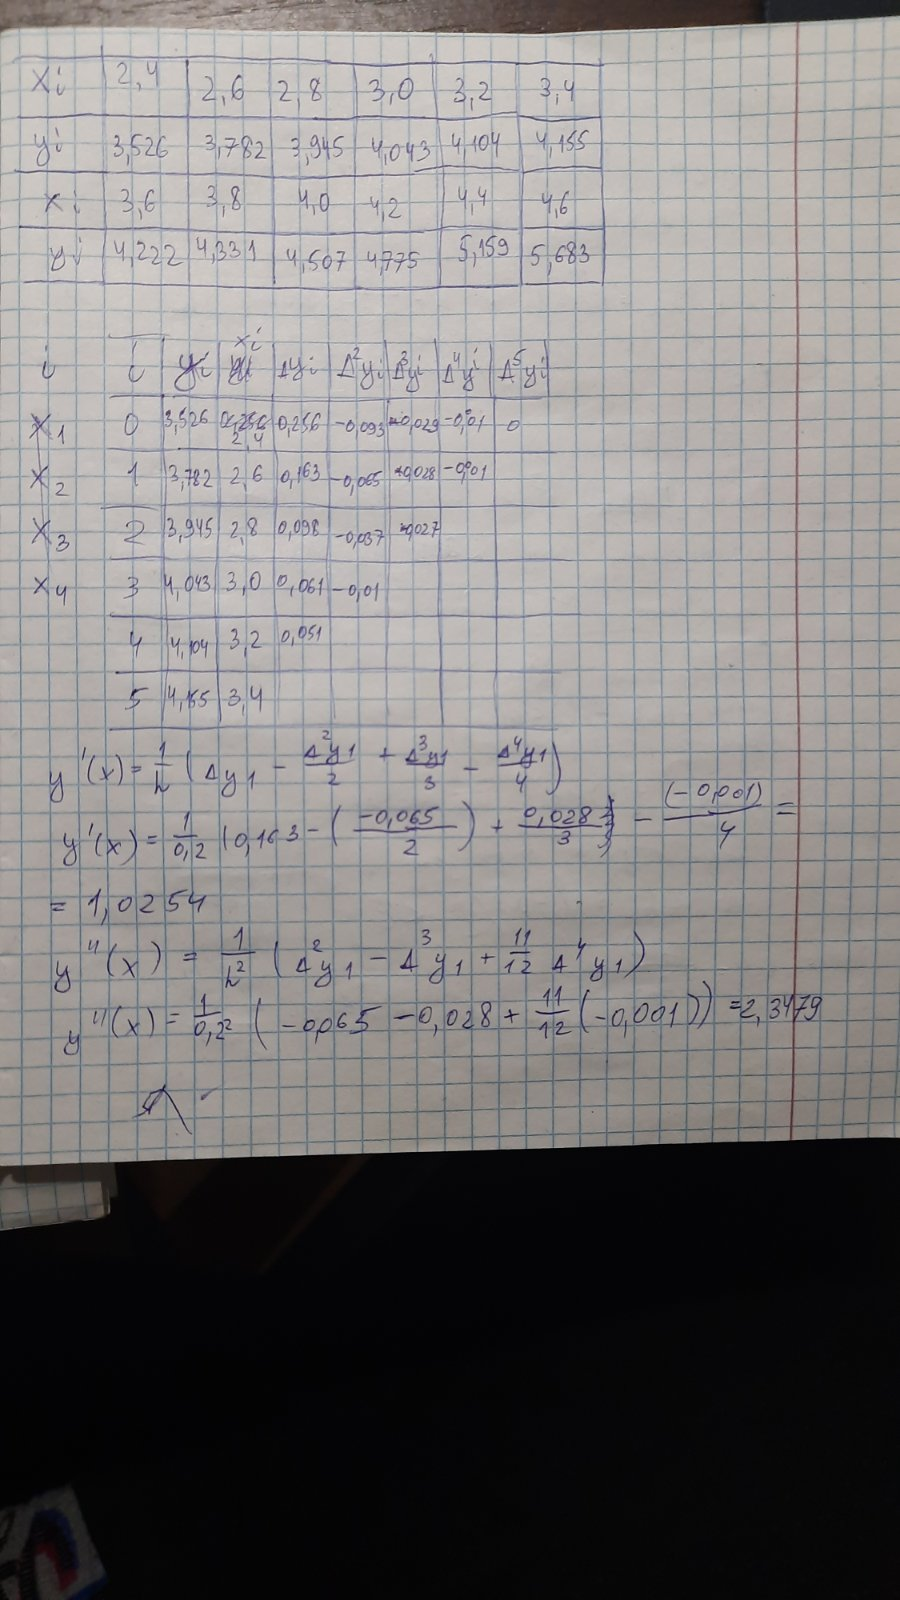 xi 2,4 2,6 2,8 3,0 3,2 3,4
yi 3,526 3,782 3,945 4,043 4,104 4,155
xi 3,6 3,8 4,0 4,2 4,4 4,6
yi 4,222 4,331 4,507 4,775 5,159 5,683
i i yi xi Δyi Δ²yi Δ³yi Δ⁴yi Δ⁵yi
x1 0 3,526 2,4 0,256 -0,093 0,029 -0,01 0
x2 1 3,782 2,6 0,163 -0,065 0,028 -0,01
x3 2 3,945 2,8 0,098 -0,037 0,027
x4 3 4,043 3,0 0,061 -0,01
4 4,104 3,2 0,051
5 4,155 3,4
y'(x) = 1/h (Δy1 - Δ²y1/2 + Δ³y1/3 - Δ⁴y1/4)
y'(x) = 1/0,2 (0,163 - (-0,065/2) + 0,028/3 - (-0,001)/4 =
= 1,0254
y''(x) = 1/h² (Δ²y1 - Δ³y1 + 11/12 Δ⁴y1)
y''(x) = 1/0,2² (-0,065 - 0,028 + 11/12 (-0,001)) = 2,3479